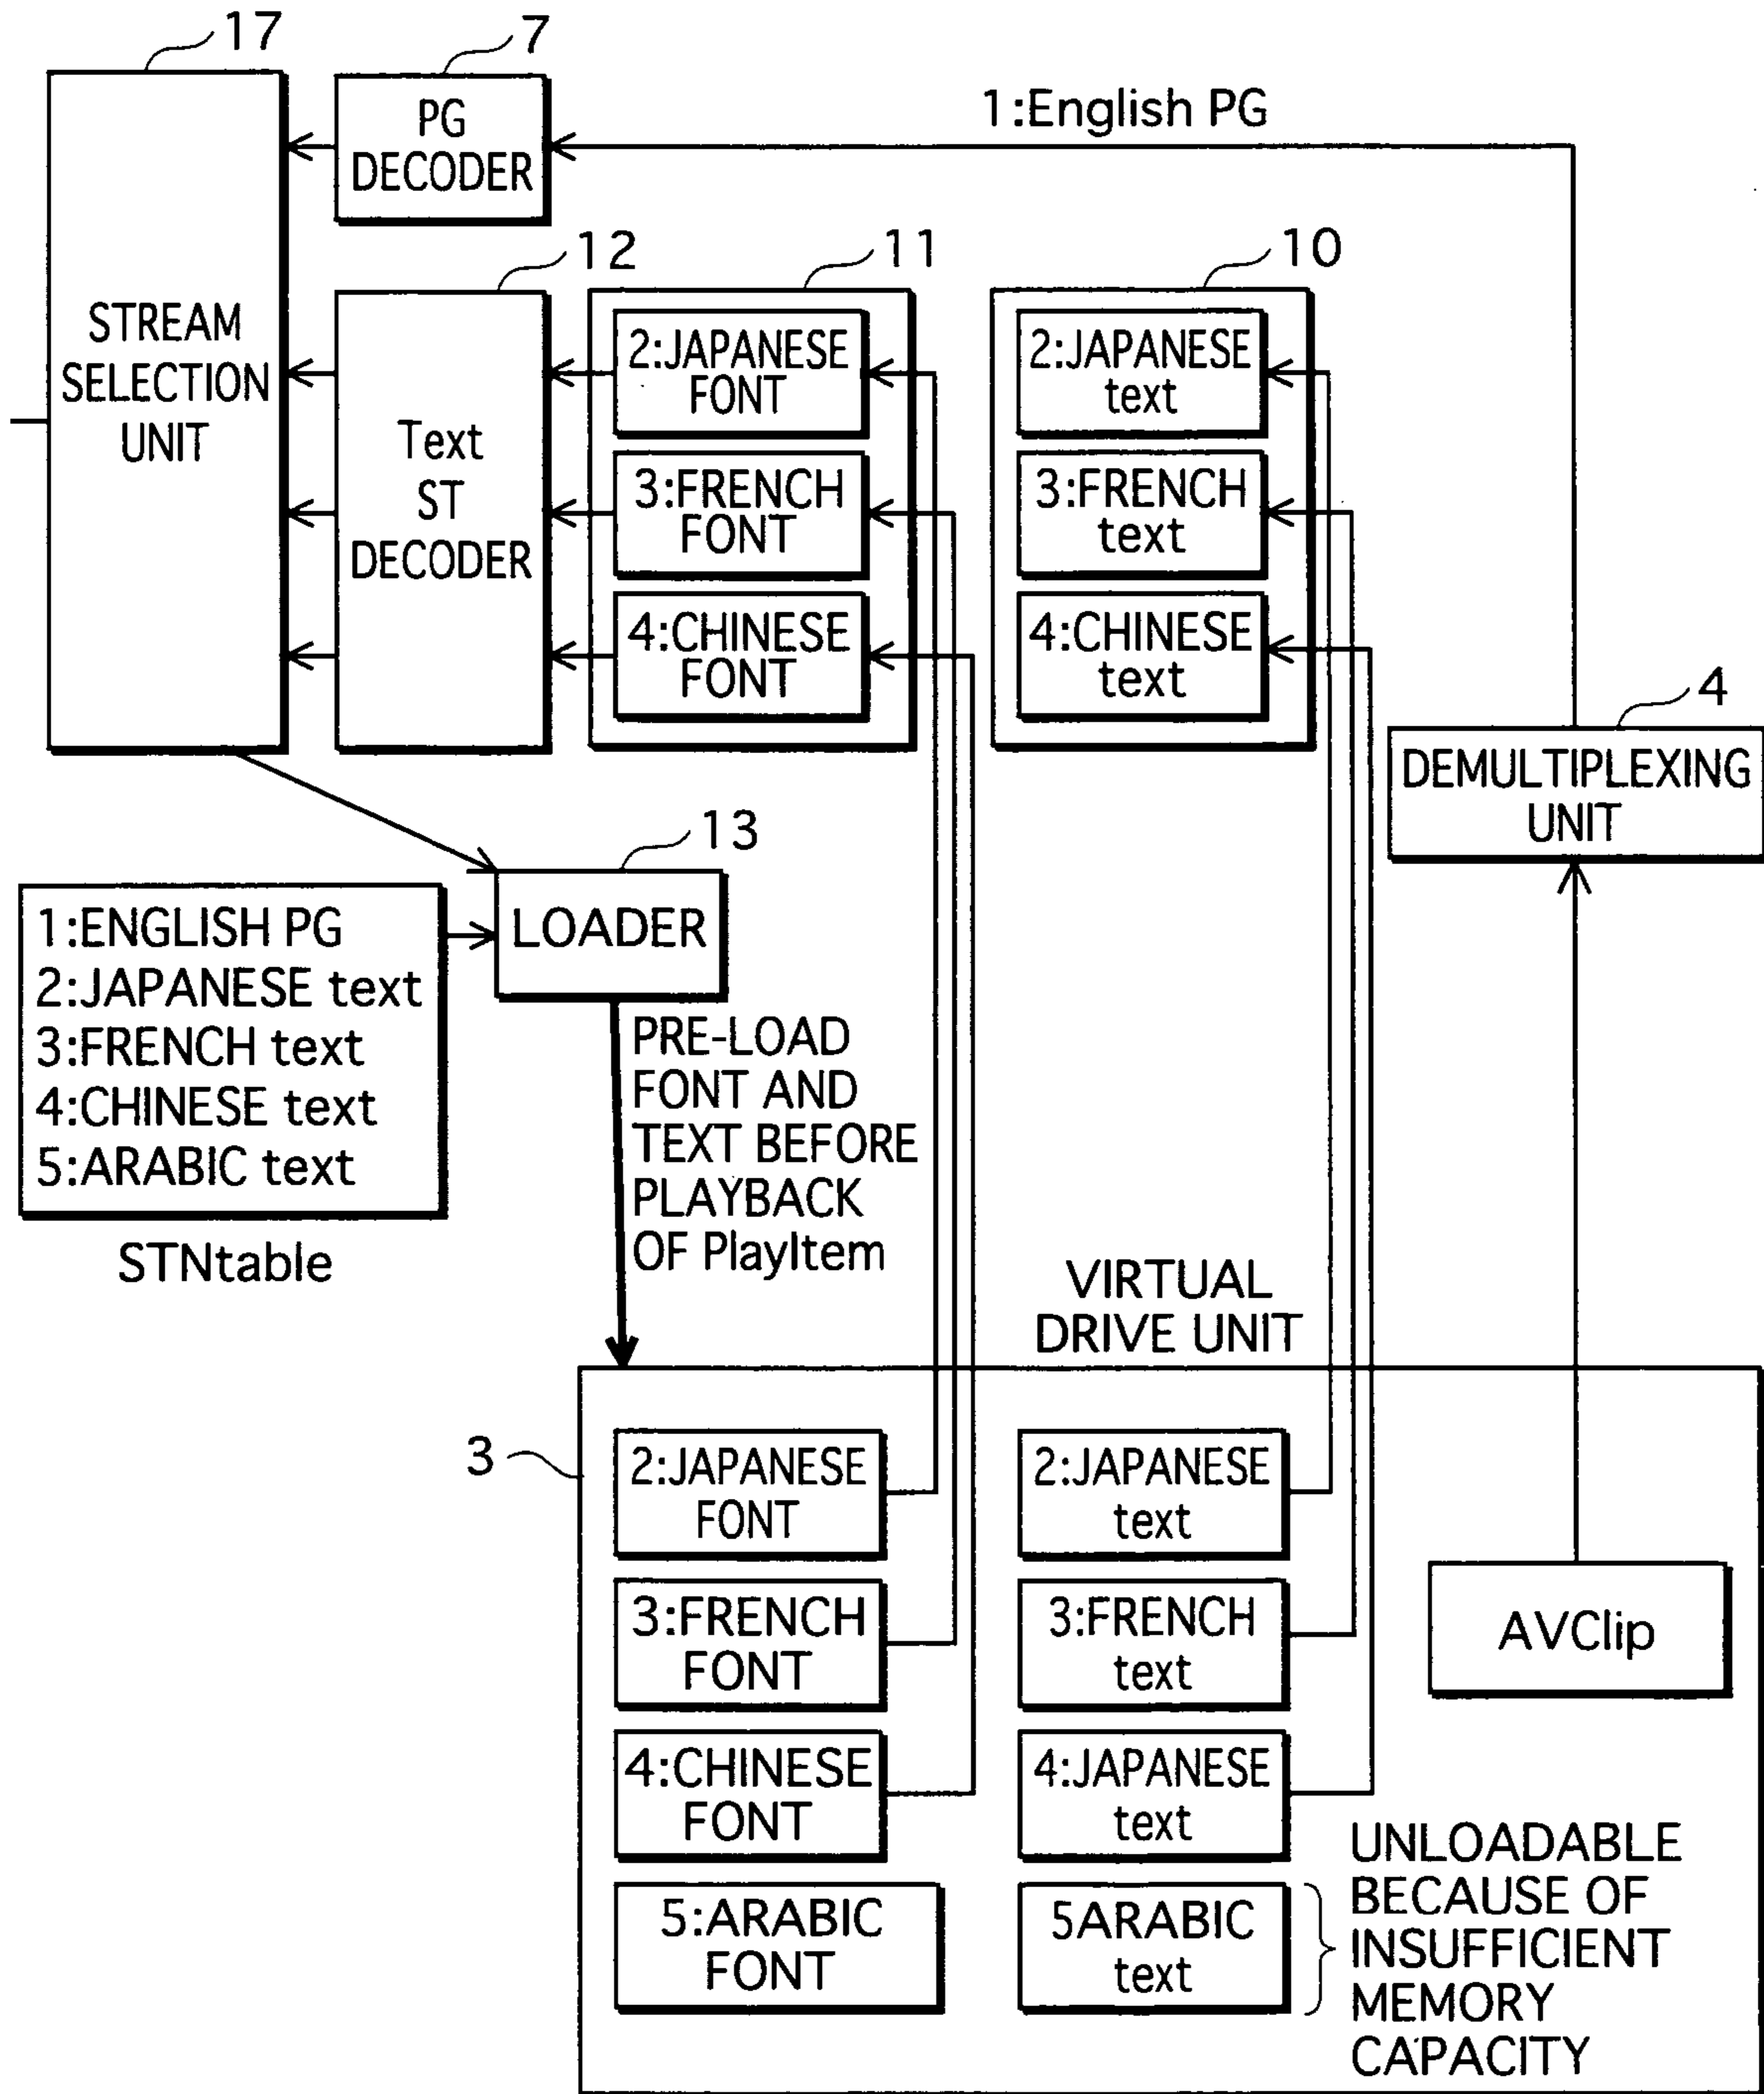 17
7
PG
DECODER
1:English PG
12
11
10
STREAM
SELECTION
UNIT
Text
ST
DECODER
2:JAPANESE
FONT
3:FRENCH
FONT
4:CHINESE
FONT
2:JAPANESE
text
3:FRENCH
text
4:CHINESE
text
4
DEMULTIPLEXING
UNIT
13
LOADER
1:ENGLISH PG
2:JAPANESE text
3:FRENCH text
4:CHINESE text
5:ARABIC text
STNtable
PRE-LOAD
FONT AND
TEXT BEFORE
PLAYBACK
OF PlayItem
VIRTUAL
DRIVE UNIT
3
2:JAPANESE
FONT
3:FRENCH
FONT
4:CHINESE
FONT
5:ARABIC
FONT
2:JAPANESE
text
3:FRENCH
text
4:JAPANESE
text
5ARABIC
text
AVClip
UNLOADABLE
BECAUSE OF
INSUFFICIENT
MEMORY
CAPACITY